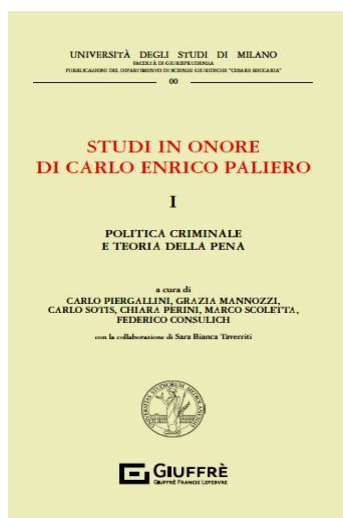 UNIVERSITÀ DEGLI STUDI DI MILANO
FACOLTÀ DI GIURISPRUDENZA
PUBBLICAZIONI DEL DIPARTIMENTO DI SCIENZE GIURIDICHE "CESARE BECCARIA"
00
STUDI IN ONORE
DI CARLO ENRICO PALIERO
I
POLITICA CRIMINALE
E TEORIA DELLA PENA
a cura di
CARLO PIERGALLINI, GRAZIA MANNOZZI,
CARLO SOTIS, CHIARA PERINI, MARCO SCOLETTA,
FEDERICO CONSULICH
con la collaborazione di Sara Bianca Taverriti
GIUFFRÈ
GIUFFRÈ FRANCIS LEFEBVRE